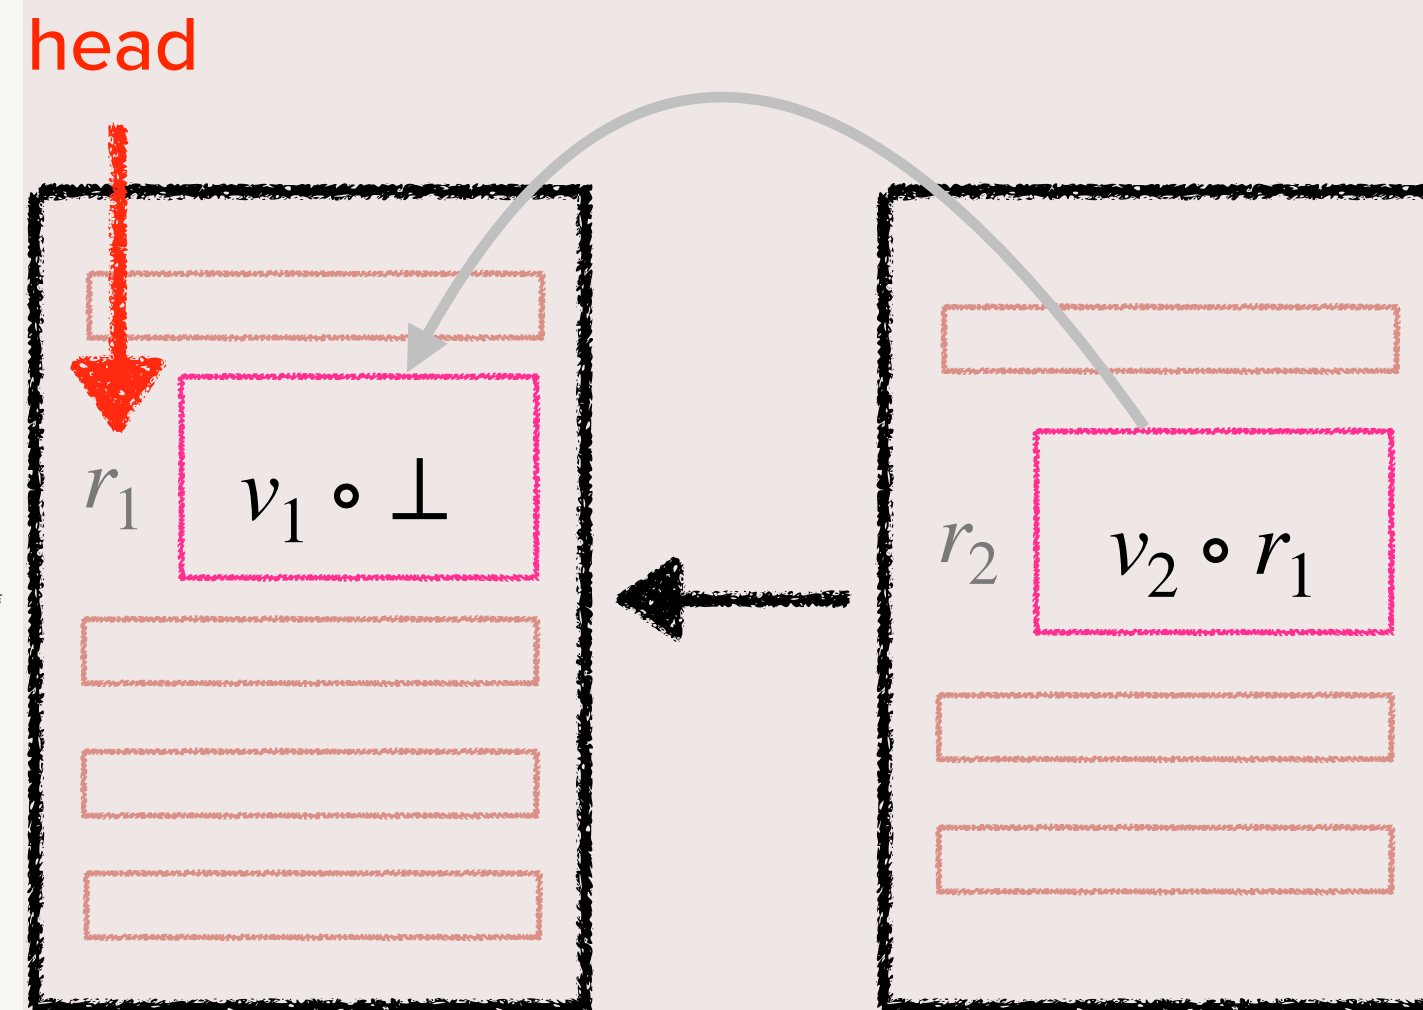 head
r₁
v₁ ∘ ⊥
r₂
v₂ ∘ r₁